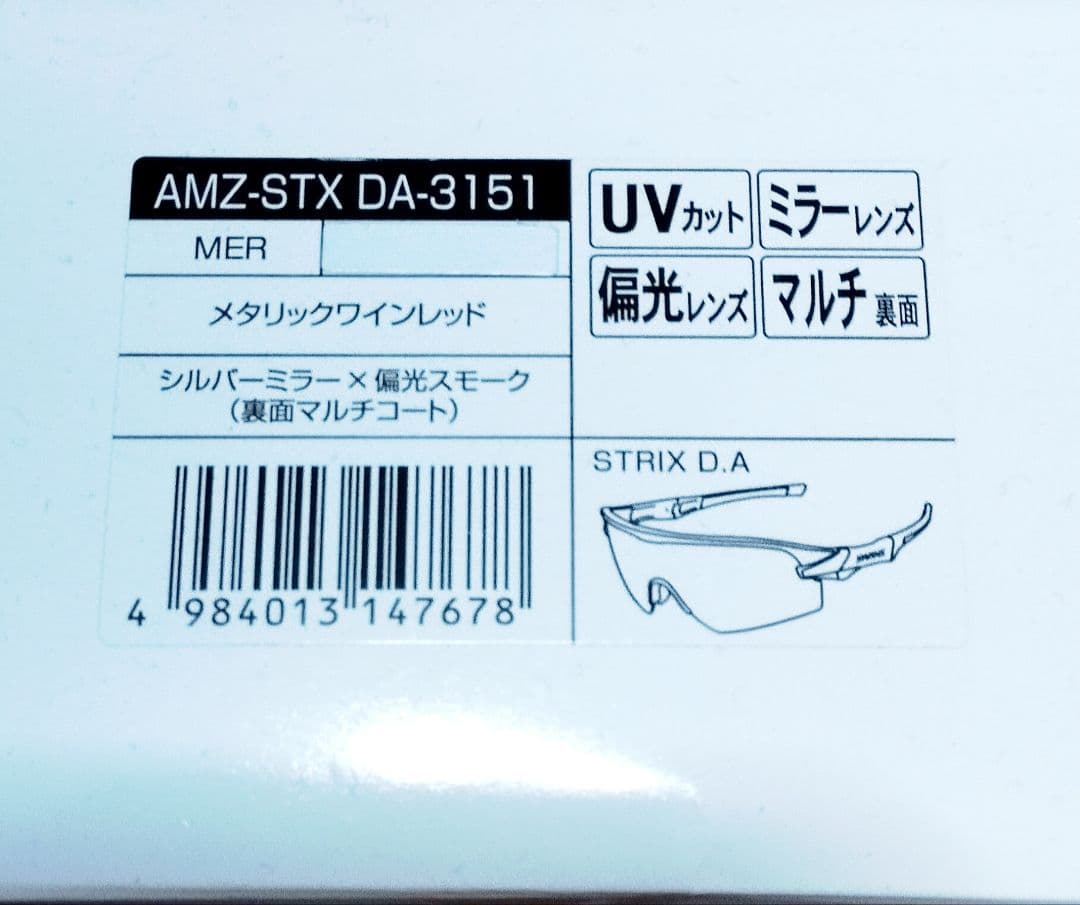 AMZ-STX DA-3151
MER
メタリックワインレッド
シルバーミラー×偏光スモーク
（裏面マルチコート）
4 984013 147678
UVカット
ミラーレンズ
偏光レンズ
マルチ裏面
STRIX D.A